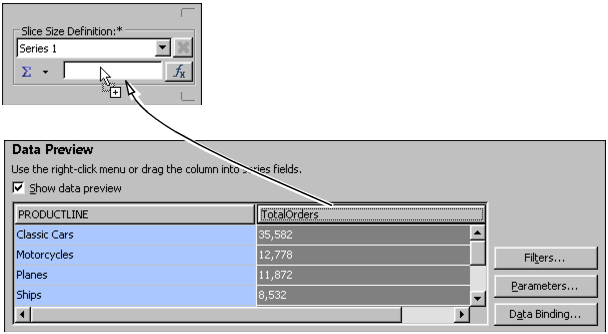 Slice Size Definition:*
Series 1
Σ fx
Data Preview
Use the right-click menu or drag the column into series fields.
Show data preview
PRODUCTLINE TotalOrders
Classic Cars 35,582
Motorcycles 12,778
Planes 11,872
Ships 8,532
Filters...
Parameters...
Data Binding...